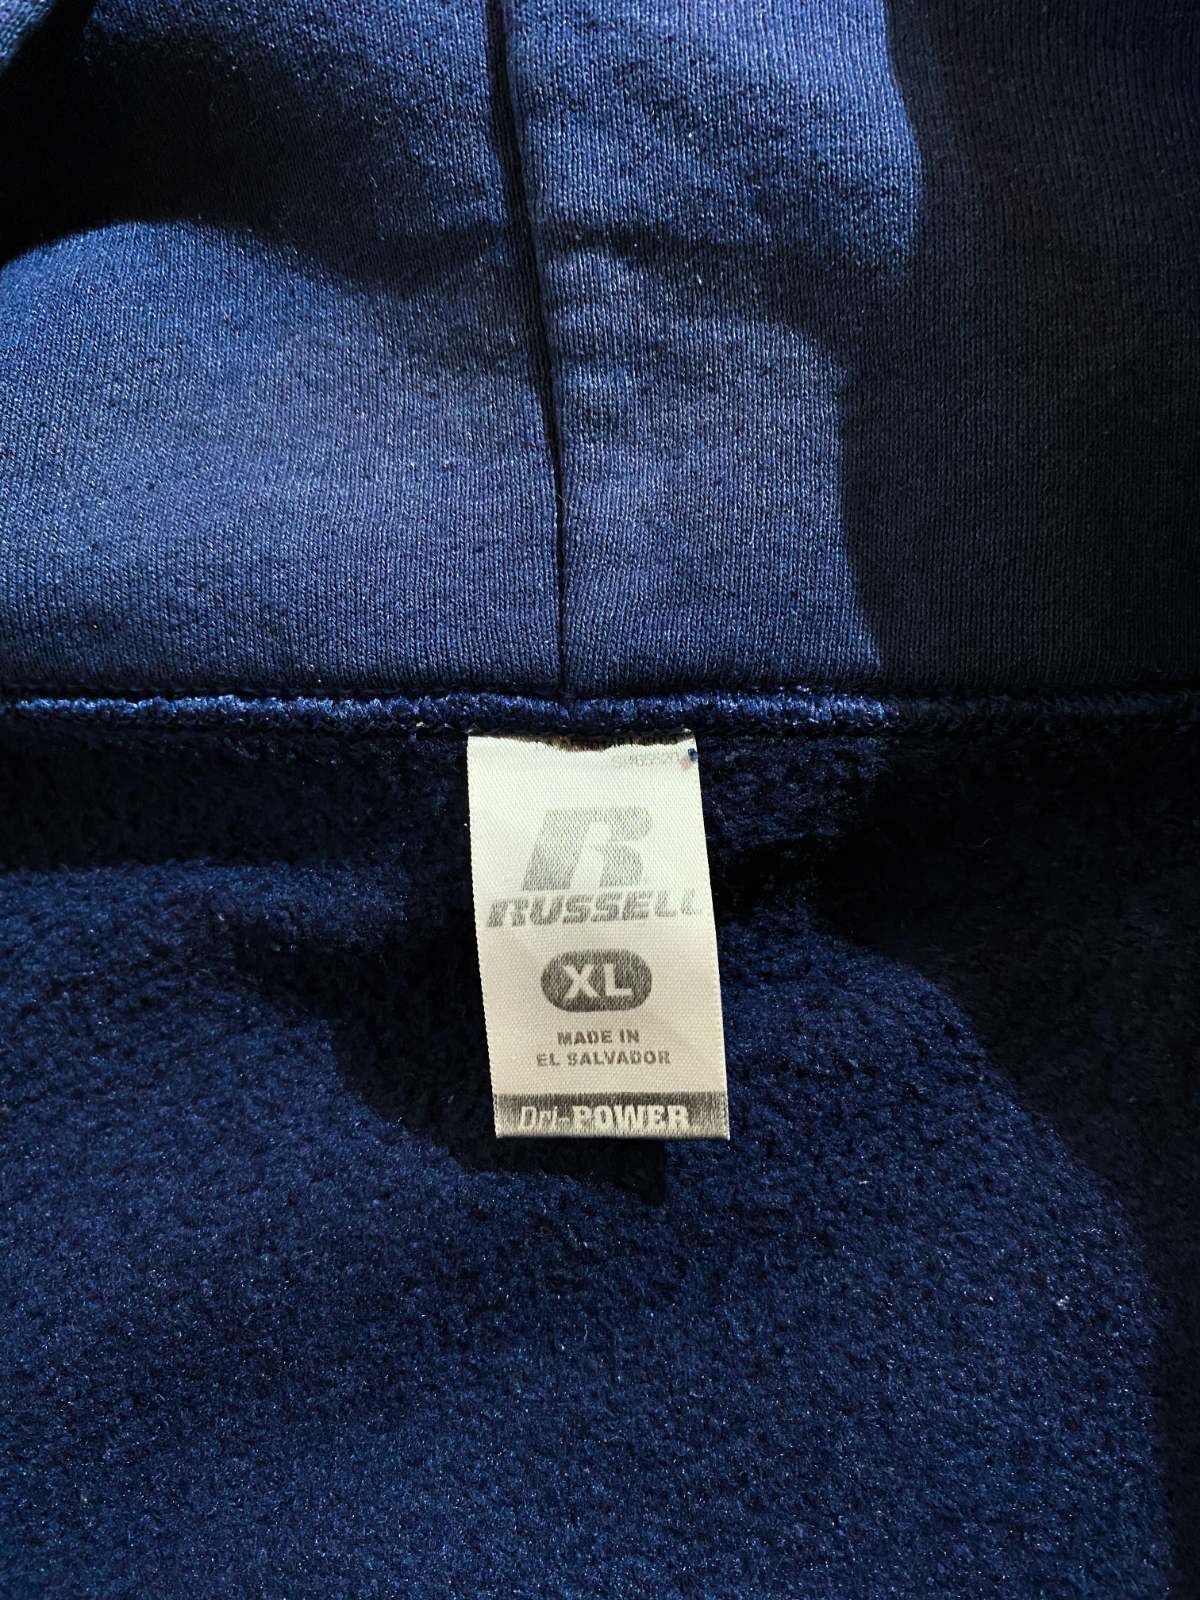 R
RUSSELL
XL
MADE IN
EL SALVADOR
Dri-POWER